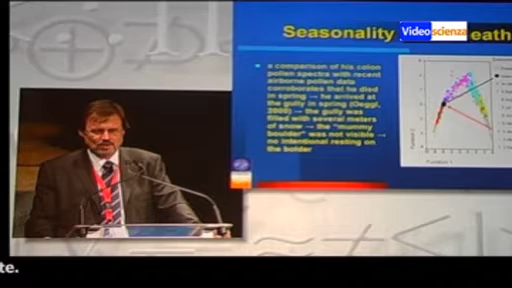 Seasonality
eath
Videoscienza
a comparison of his colon
pollen spectra with recent
airborne pollen data
corroborates that he died
in spring → he arrived at
the gully in spring (Oeggl,
2000) → the gully was
filled with several meters
of snow → the "mummy
boulder" was not visible →
no intentional resting on
the bolder
Function 1
te.